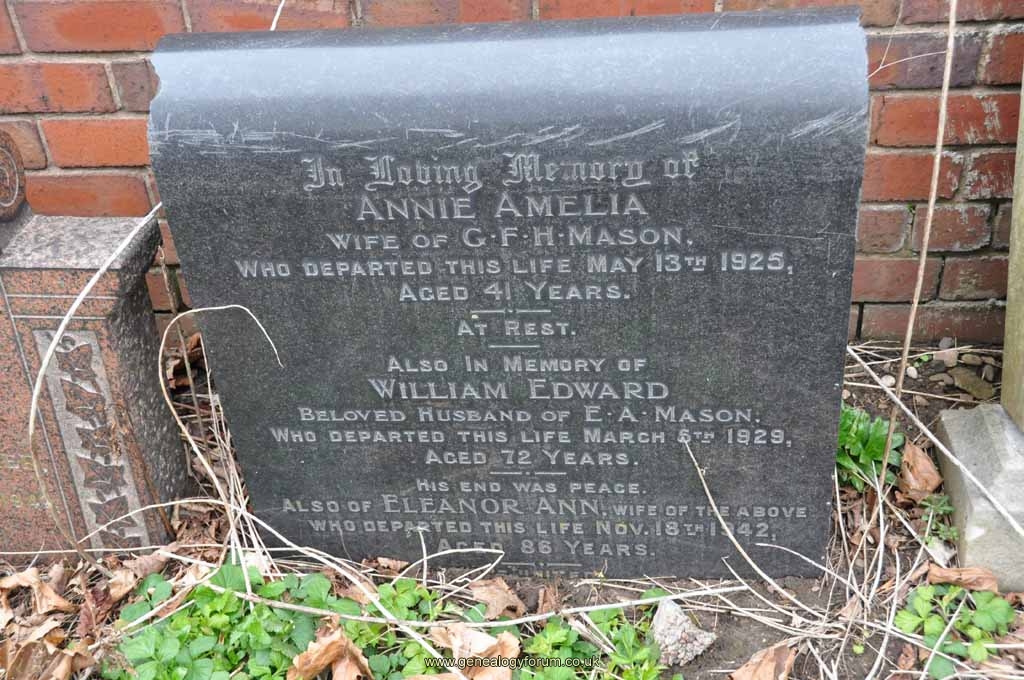 In Loving Memory of
ANNIE AMELIA
WIFE OF G·F·H·MASON.
WHO DEPARTED THIS LIFE MAY 13TH 1925,
AGED 41 YEARS.
AT REST.
ALSO IN MEMORY OF
WILLIAM EDWARD
BELOVED HUSBAND OF E·A·MASON.
WHO DEPARTED THIS LIFE MARCH 5TH 1929,
AGED 72 YEARS.
HIS END WAS PEACE.
ALSO OF ELEANOR ANN, WIFE OF THE ABOVE
WHO DEPARTED THIS LIFE NOV. 18TH 1942,
AGED 86 YEARS.
www.genealogyforum.co.uk